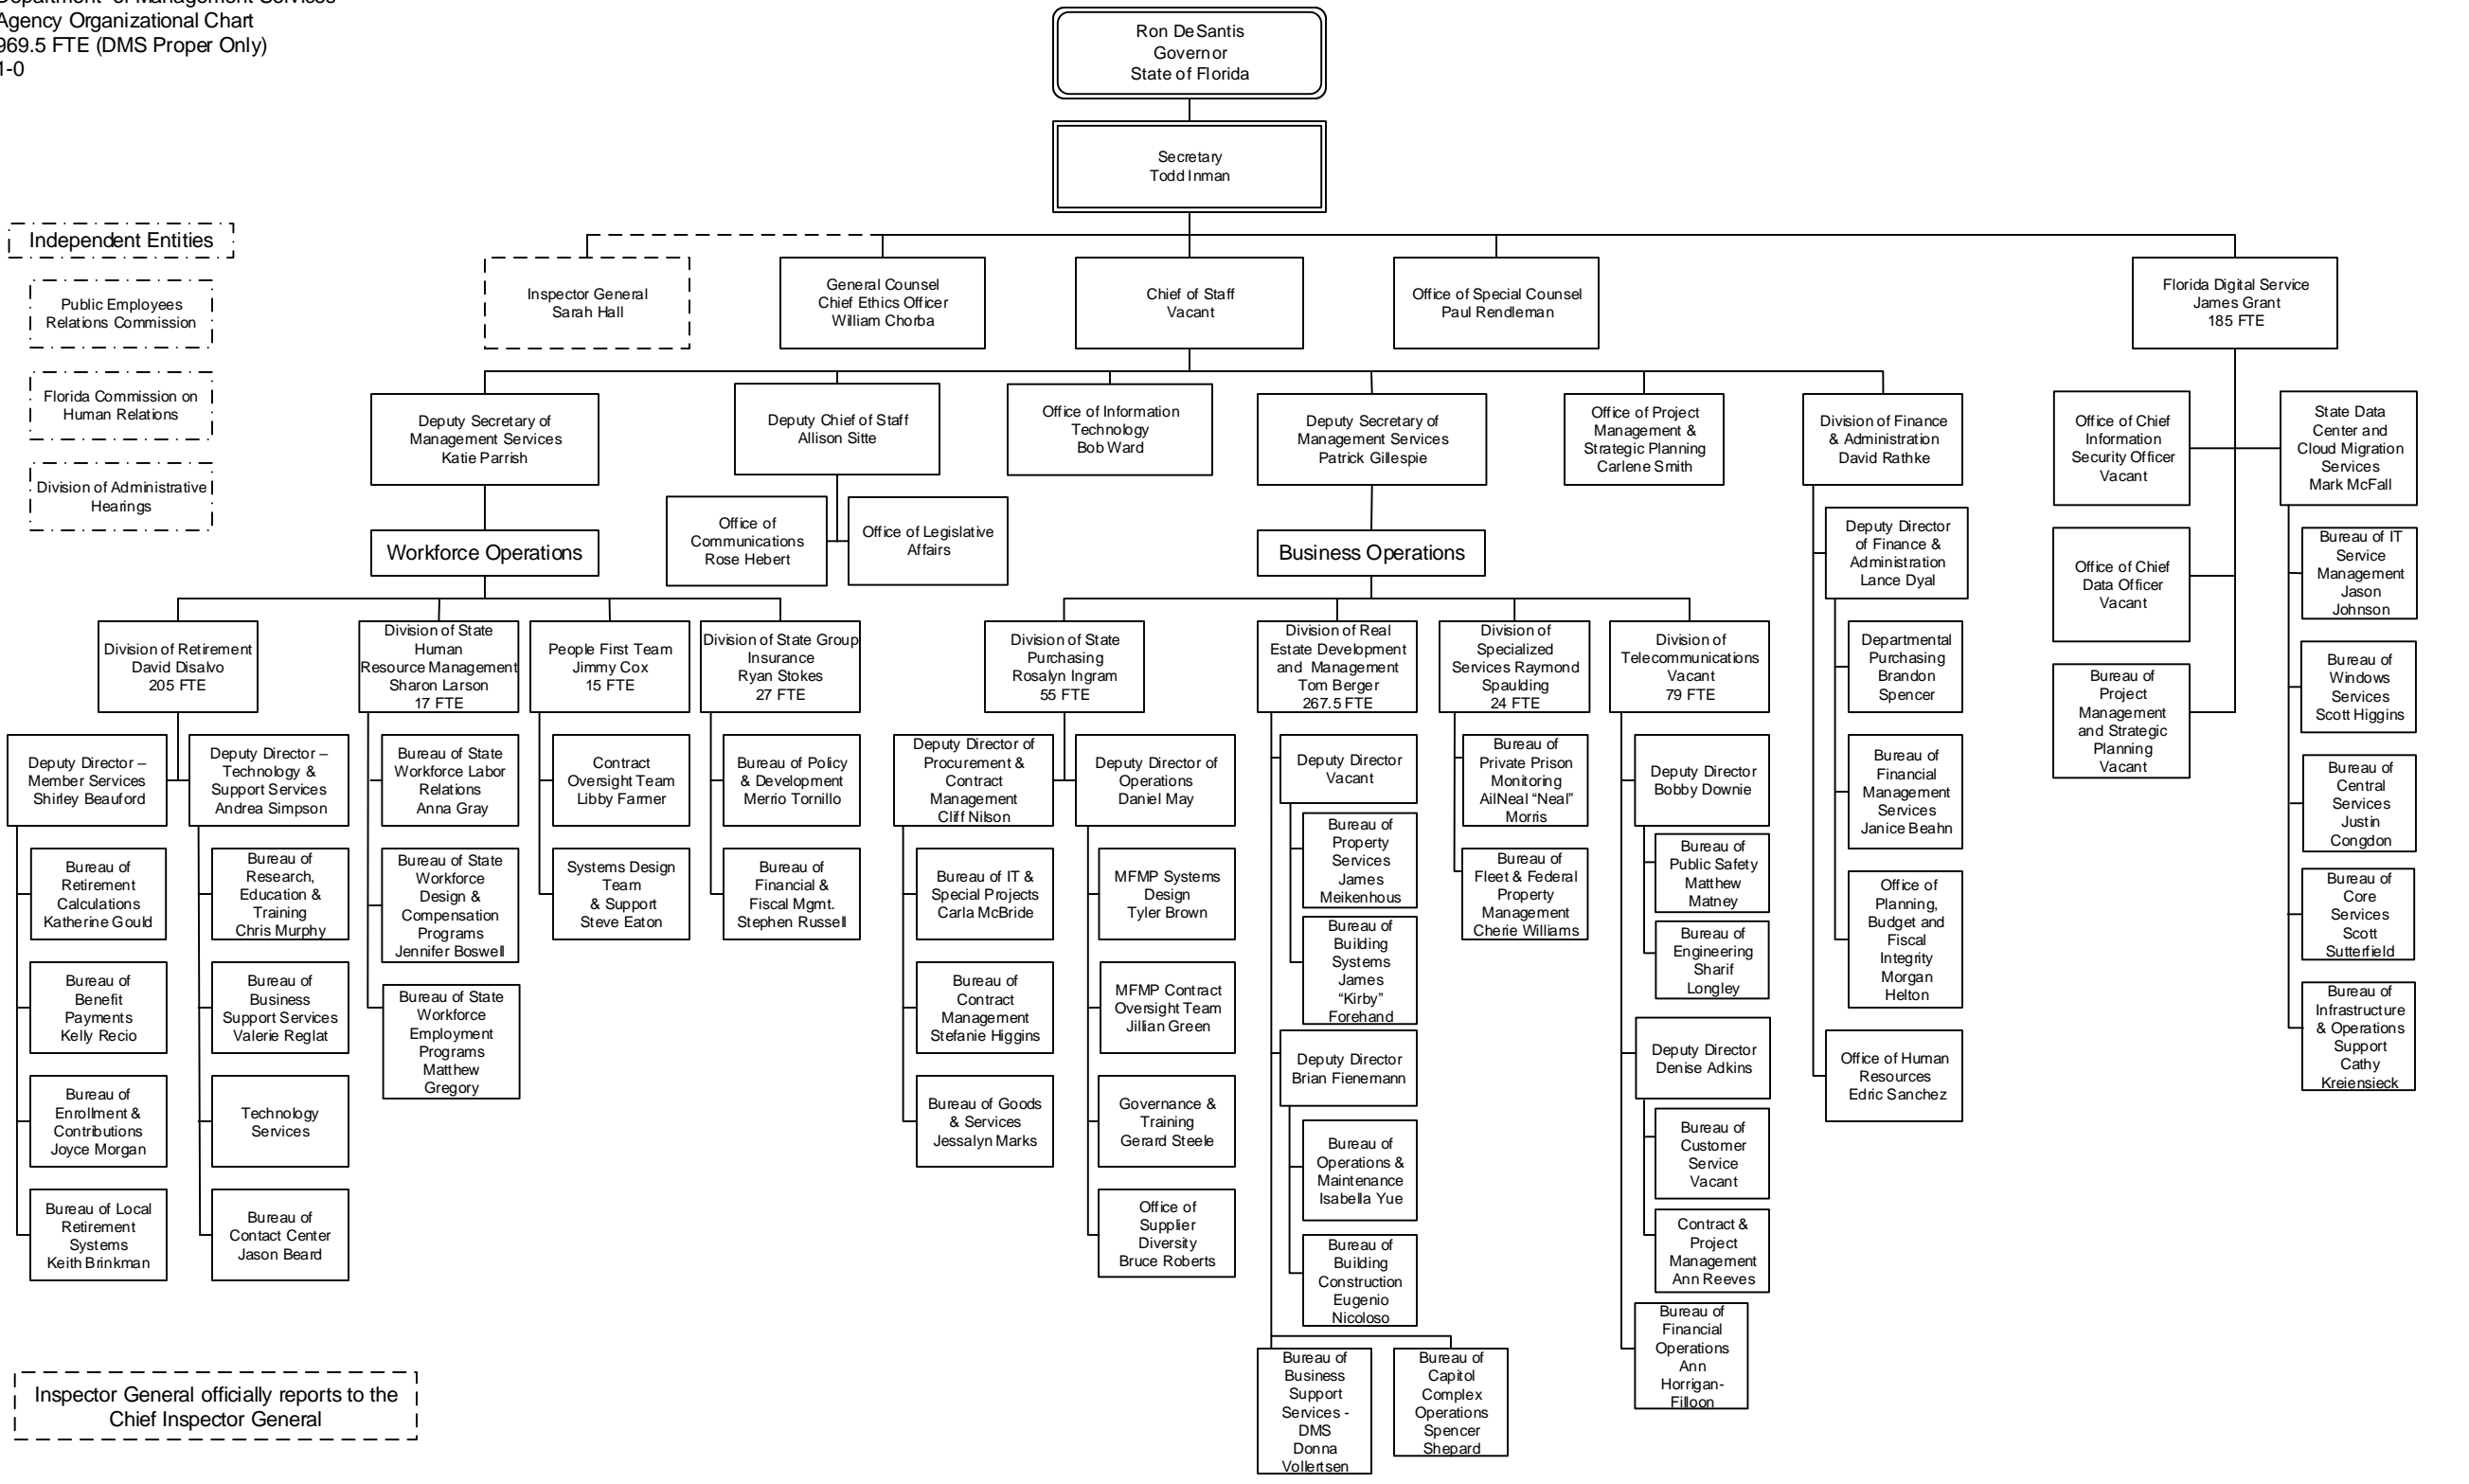 Department of Management Services
Agency Organizational Chart
969.5 FTE (DMS Proper Only)
1-0
Ron DeSantis
Governor
State of Florida
Secretary
Todd Inman
Independent Entities
Public Employees
Relations Commission
Florida Commission on
Human Relations
Division of Administrative
Hearings
Inspector General
Sarah Hall
General Counsel
Chief Ethics Officer
William Chorba
Chief of Staff
Vacant
Office of Special Counsel
Paul Rendleman
Florida Digital Service
James Grant
185 FTE
Deputy Secretary of
Management Services
Katie Parrish
Deputy Chief of Staff
Allison Sitte
Office of Information
Technology
Bob Ward
Deputy Secretary of
Management Services
Patrick Gillespie
Office of Project
Management &
Strategic Planning
Carlene Smith
Division of Finance
& Administration
David Rathke
Office of Chief
Information
Security Officer
Vacant
State Data
Center and
Cloud Migration
Services
Mark McFall
Workforce Operations
Office of
Communications
Rose Hebert
Office of Legislative
Affairs
Business Operations
Deputy Director
of Finance &
Administration
Lance Dyal
Office of Chief
Data Officer
Vacant
Bureau of IT
Service
Management
Jason
Johnson
Division of Retirement
David Disalvo
205 FTE
Division of State
Human
Resource Management
Sharon Larson
17 FTE
People First Team
Jimmy Cox
15 FTE
Division of State Group
Insurance
Ryan Stokes
27 FTE
Division of State
Purchasing
Rosalyn Ingram
55 FTE
Division of Real
Estate Development
and Management
Tom Berger
267.5 FTE
Division of
Specialized
Services Raymond
Spaulding
24 FTE
Division of
Telecommunications
Vacant
79 FTE
Departmental
Purchasing
Brandon
Spencer
Bureau of
Project
Management
and Strategic
Planning
Vacant
Bureau of
Windows
Services
Scott Higgins
Deputy Director –
Member Services
Shirley Beauford
Deputy Director –
Technology &
Support Services
Andrea Simpson
Bureau of State
Workforce Labor
Relations
Anna Gray
Contract
Oversight Team
Libby Farmer
Bureau of Policy
& Development
Merrio Tornillo
Deputy Director of
Procurement &
Contract
Management
Cliff Nilson
Deputy Director of
Operations
Daniel May
Deputy Director
Vacant
Bureau of
Private Prison
Monitoring
AilNeal “Neal”
Morris
Deputy Director
Bobby Downie
Bureau of
Financial
Management
Services
Janice Beahn
Bureau of
Central
Services
Justin
Congdon
Bureau of
Retirement
Calculations
Katherine Gould
Bureau of
Research,
Education &
Training
Chris Murphy
Bureau of State
Workforce
Design &
Compensation
Programs
Jennifer Boswell
Systems Design
Team
& Support
Steve Eaton
Bureau of
Financial &
Fiscal Mgmt.
Stephen Russell
Bureau of IT &
Special Projects
Carla McBride
MFMP Systems
Design
Tyler Brown
Bureau of
Property
Services
James
Meikenhous
Bureau of
Fleet & Federal
Property
Management
Cherie Williams
Bureau of
Public Safety
Matthew
Matney
Office of
Planning,
Budget and
Fiscal
Integrity
Morgan
Helton
Bureau of
Core
Services
Scott
Sutterfield
Bureau of
Building
Systems
James
“Kirby”
Forehand
Bureau of
Engineering
Sharif
Longley
Bureau of
Benefit
Payments
Kelly Recio
Bureau of
Business
Support Services
Valerie Reglat
Bureau of State
Workforce
Employment
Programs
Matthew
Gregory
Bureau of
Contract
Management
Stefanie Higgins
MFMP Contract
Oversight Team
Jillian Green
Deputy Director
Brian Fienemann
Deputy Director
Denise Adkins
Office of Human
Resources
Edric Sanchez
Bureau of
Infrastructure
& Operations
Support
Cathy
Kreiensieck
Bureau of
Enrollment &
Contributions
Joyce Morgan
Technology
Services
Bureau of Goods
& Services
Jessalyn Marks
Governance &
Training
Gerard Steele
Bureau of
Operations &
Maintenance
Isabella Yue
Bureau of
Customer
Service
Vacant
Bureau of Local
Retirement
Systems
Keith Brinkman
Bureau of
Contact Center
Jason Beard
Office of
Supplier
Diversity
Bruce Roberts
Bureau of
Building
Construction
Eugenio
Nicoloso
Contract &
Project
Management
Ann Reeves
Bureau of
Financial
Operations
Ann
Horrigan-
Filloon
Bureau of
Business
Support
Services -
DMS
Donna
Vollertsen
Bureau of
Capitol
Complex
Operations
Spencer
Shepard
Inspector General officially reports to the
Chief Inspector General